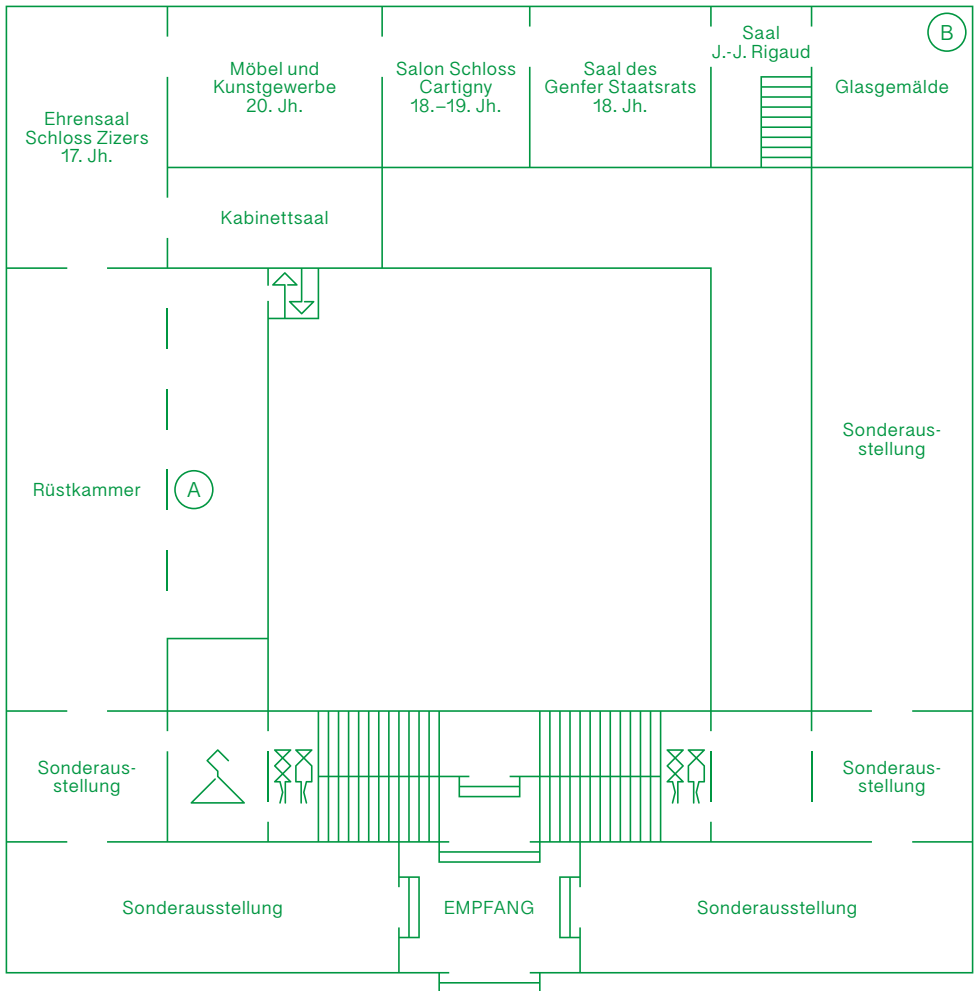 B
Saal
J.-J. Rigaud
Möbel und
Kunstgewerbe
20. Jh.
Salon Schloss
Cartigny
18.–19. Jh.
Saal des
Genfer Staatsrats
18. Jh.
Glasgemälde
Ehrensaal
Schloss Zizers
17. Jh.
Kabinettsaal
Sonderaus-
stellung
Rüstkammer
A
Sonderaus-
stellung
Sonderaus-
stellung
Sonderausstellung
EMPFANG
Sonderausstellung